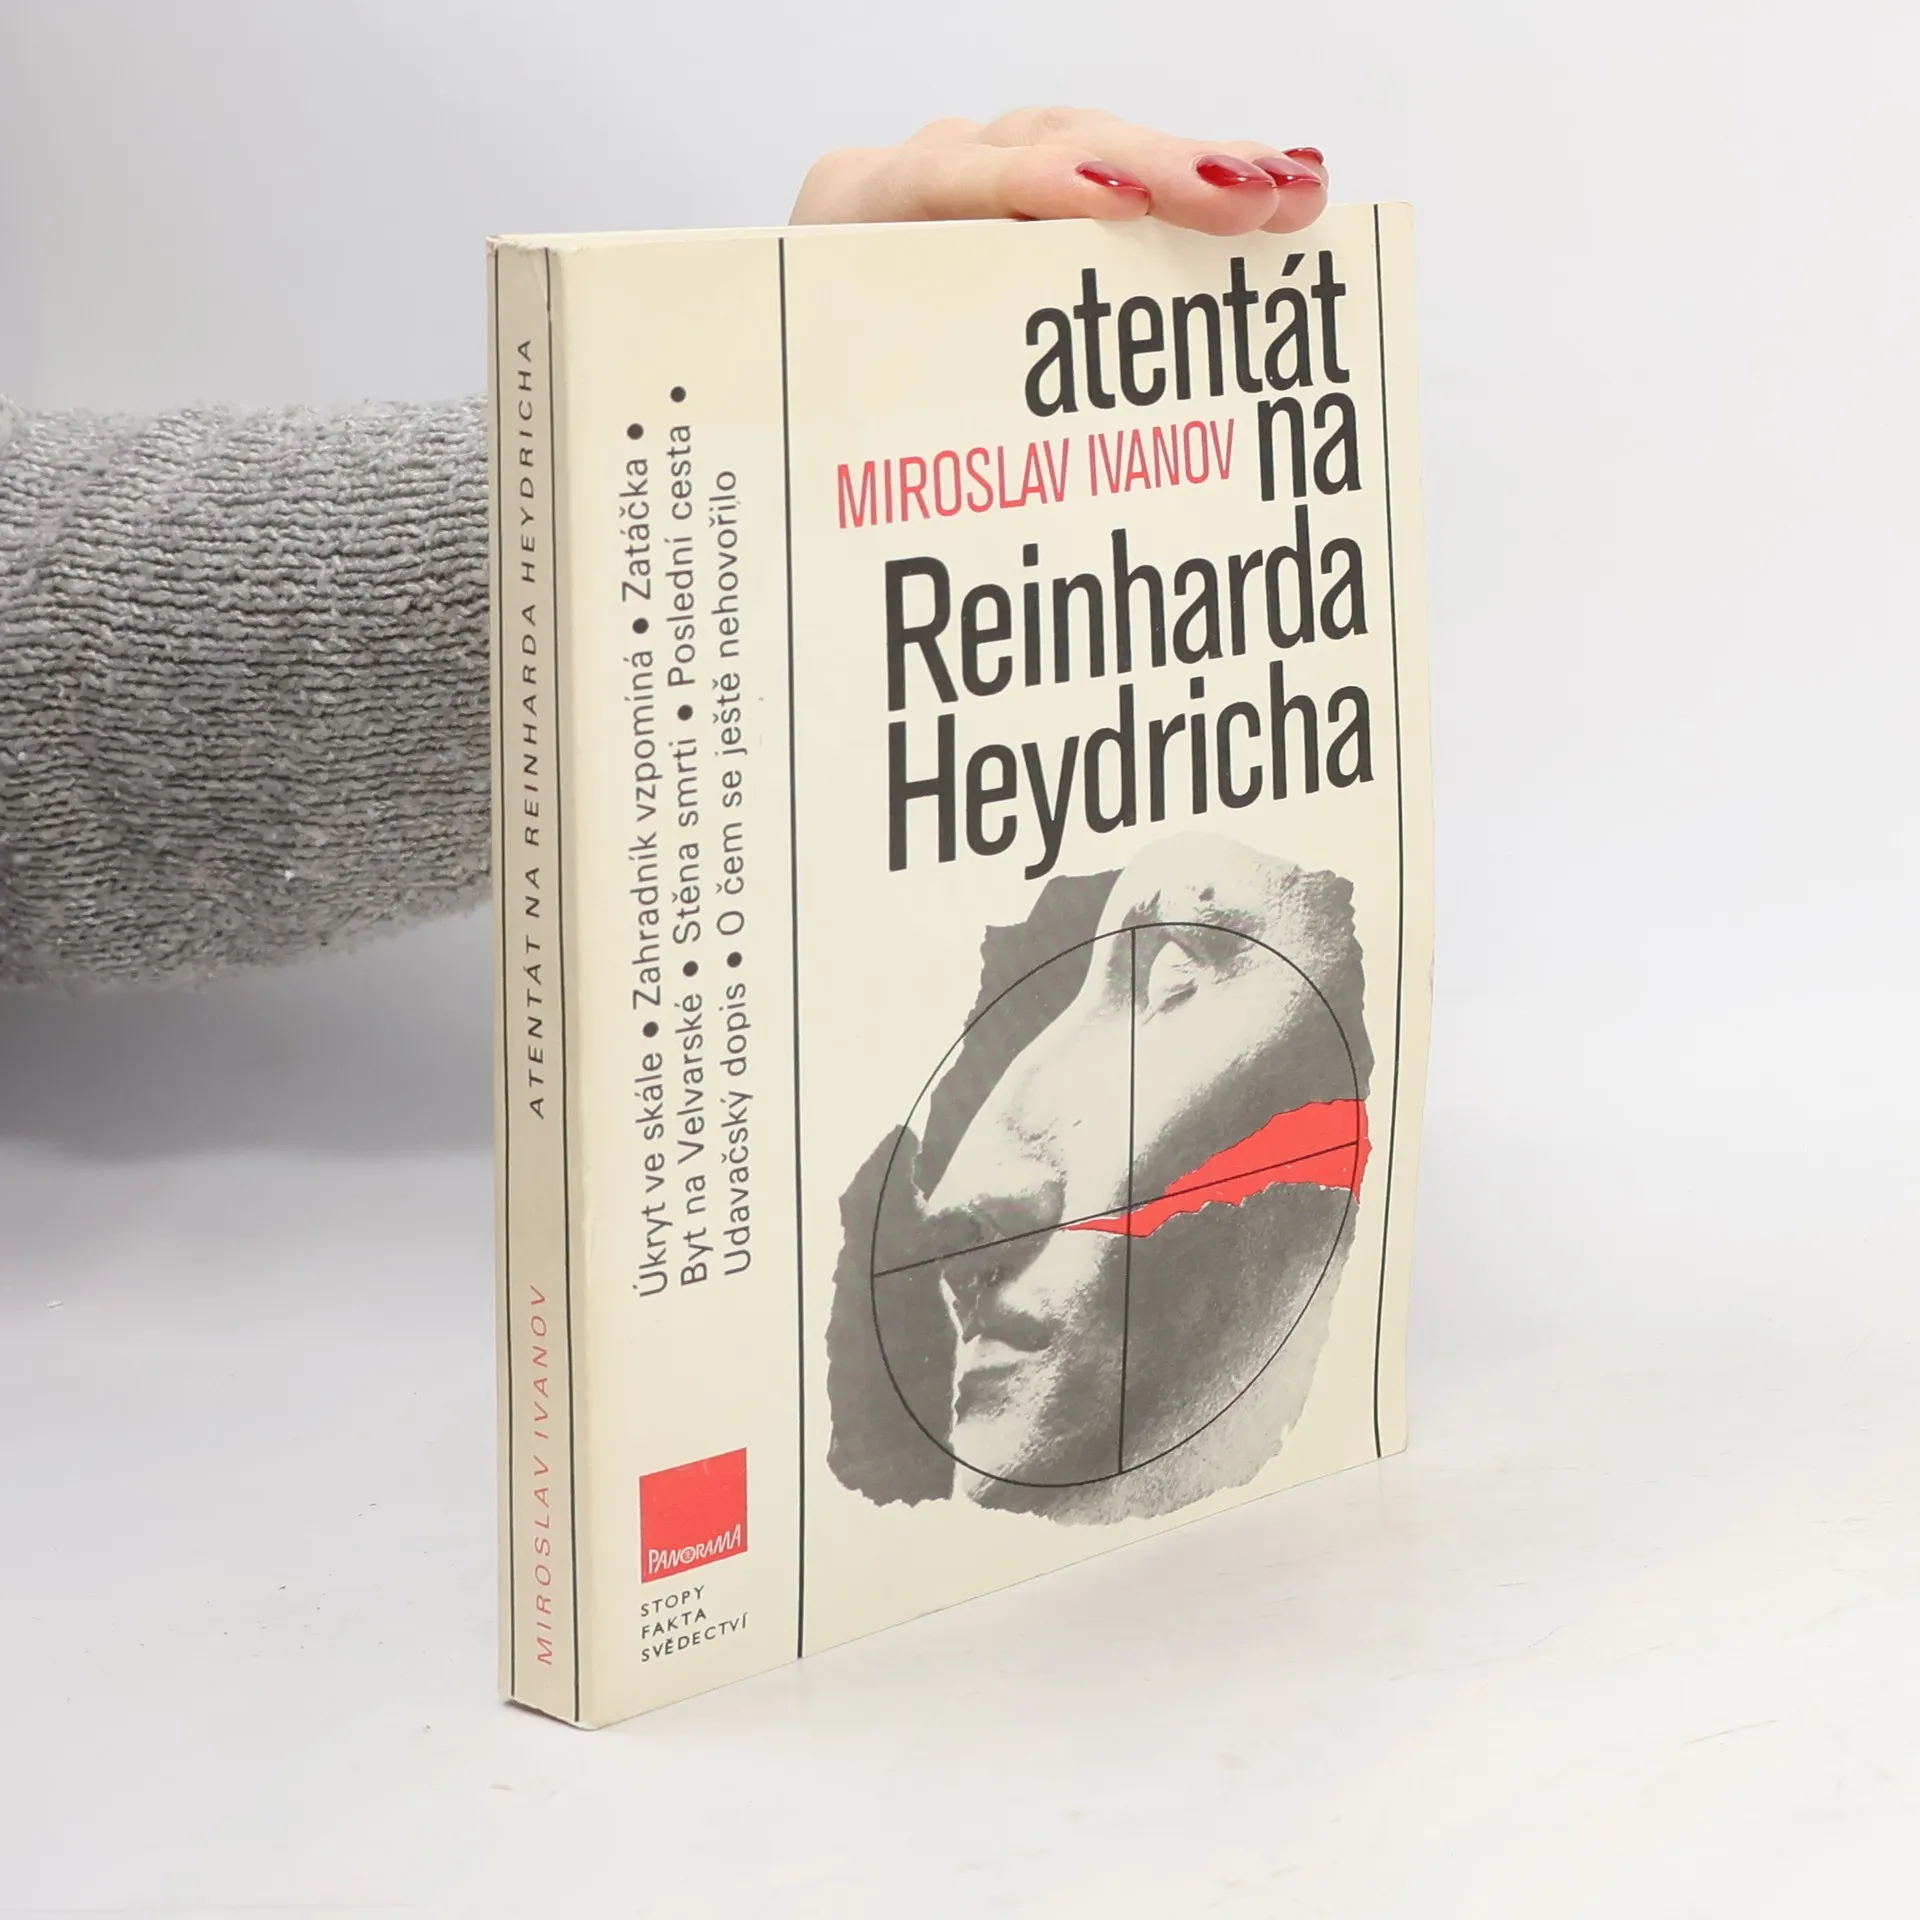 ATENTÁT NA REINHARDA HEYDRICHA
MIROSLAV IVANOV
Úkryt ve skále • Zahradník vzpomíná • Zatáčka •
Byt na Velvarské • Stěna smrti • Poslední cesta •
Udavačský dopis • O čem se ještě nehovořilo
atentát
MIROSLAV IVANOV na
Reinharda
Heydricha
PANORAMA
STOPY
FAKTA
SVĚDECTVÍ